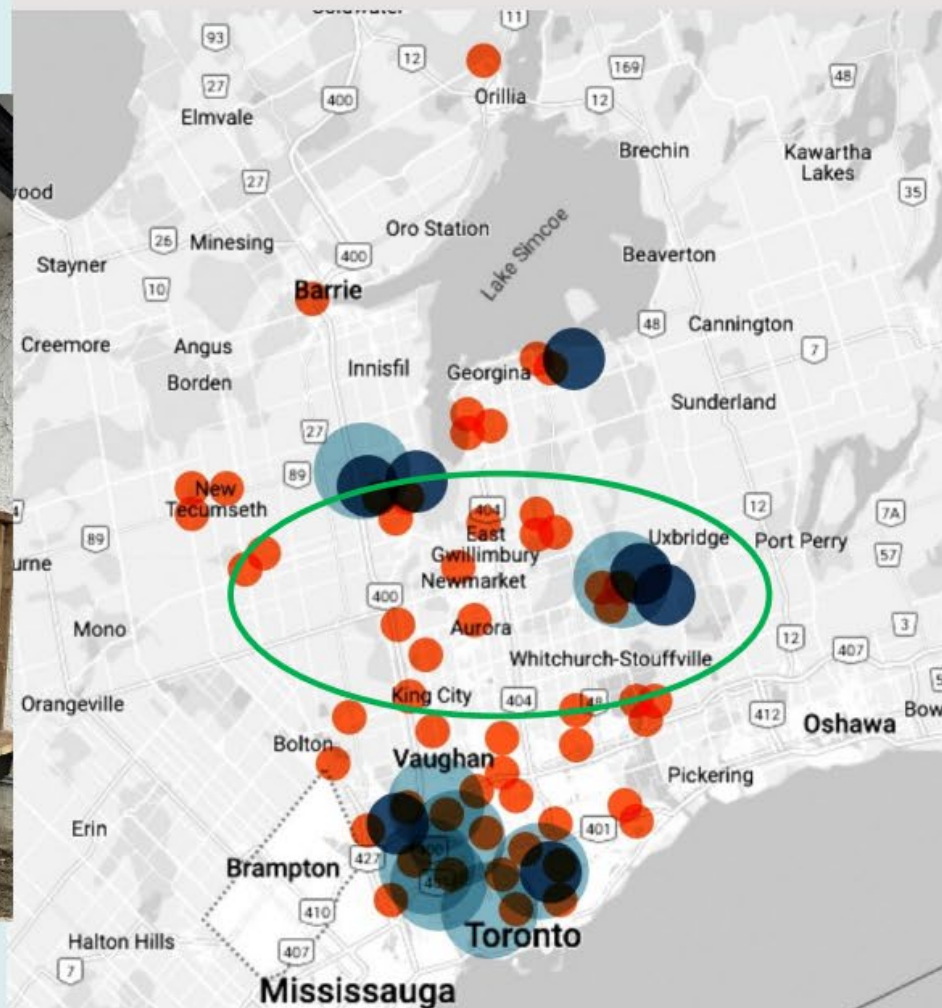 11
93
12
169
48
27
400
Orillia
12
Elmvale
Brechin
Kawartha
Lakes
27
35
wood
26
Minesing
Oro Station
400
Lake Simcoe
Beaverton
Stayner
10
Barrie
48
Cannington
7
Creemore
Angus
Innisfil
Georgina
Borden
Sunderland
27
89
New
Tecumseth
404
12
7A
4
89
East
Gwillimbury
Uxbridge
Port Perry
57
urne
Newmarket
400
3
Mono
Aurora
12
407
Whitchurch-Stouffville
Orangeville
King City
404
48
412
Bow
Oshawa
Bolton
Vaughan
Pickering
Erin
401
400
Brampton
427
401
410
Toronto
Halton Hills
407
7
Mississauga